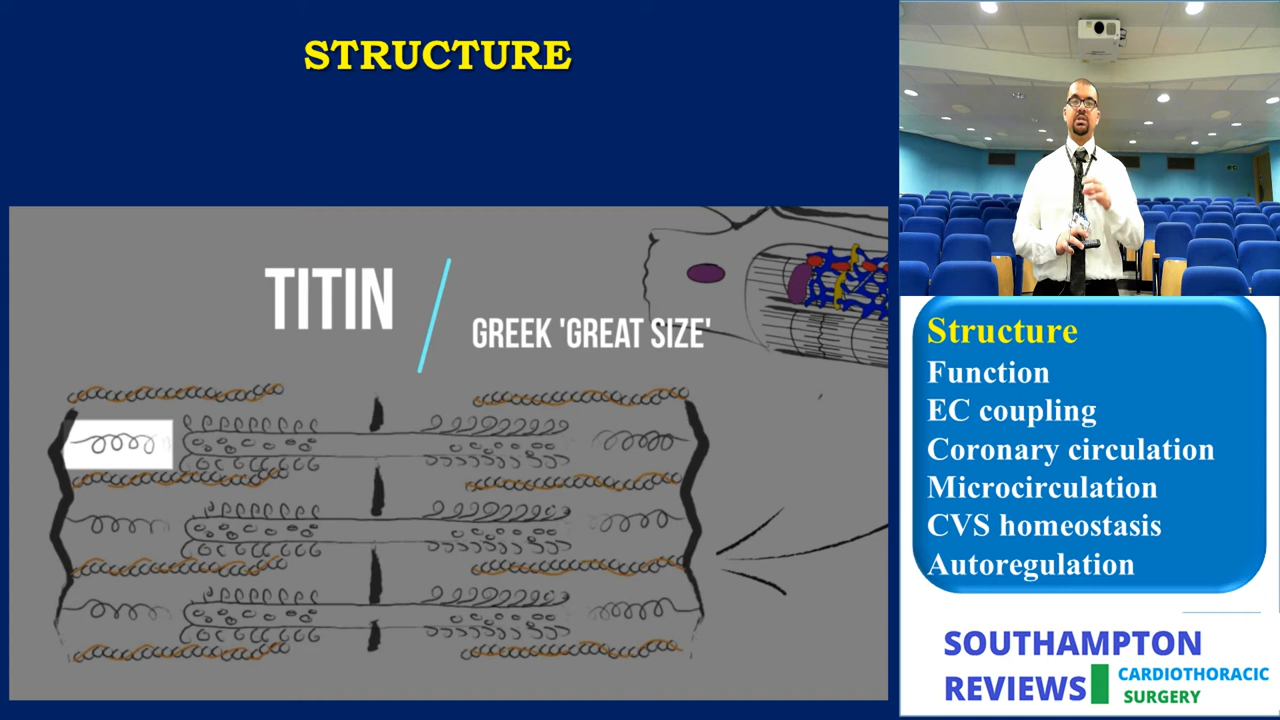 STRUCTURE
TITIN
GREEK 'GREAT SIZE'
Structure
Function
EC coupling
Coronary circulation
Microcirculation
CVS homeostasis
Autoregulation
SOUTHAMPTON
REVIEWS
CARDIOTHORACIC
SURGERY